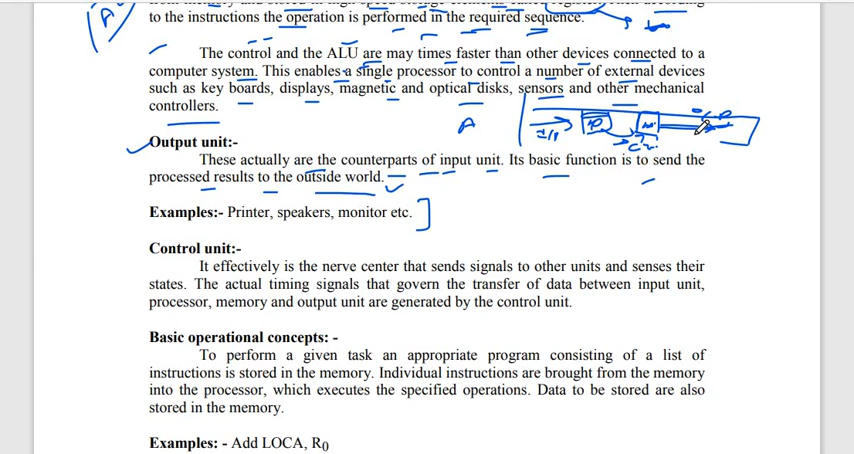 to the instructions the operation is performed in the required sequence.
The control and the ALU are may times faster than other devices connected to a
computer system. This enables a single processor to control a number of external devices
such as key boards, displays, magnetic and optical disks, sensors and other mechanical
controllers.
Output unit:-
These actually are the counterparts of input unit. Its basic function is to send the
processed results to the outside world.
Examples:- Printer, speakers, monitor etc.
Control unit:-
It effectively is the nerve center that sends signals to other units and senses their
states. The actual timing signals that govern the transfer of data between input unit,
processor, memory and output unit are generated by the control unit.
Basic operational concepts: -
To perform a given task an appropriate program consisting of a list of
instructions is stored in the memory. Individual instructions are brought from the memory
into the processor, which executes the specified operations. Data to be stored are also
stored in the memory.
Examples: - Add LOCA, R0